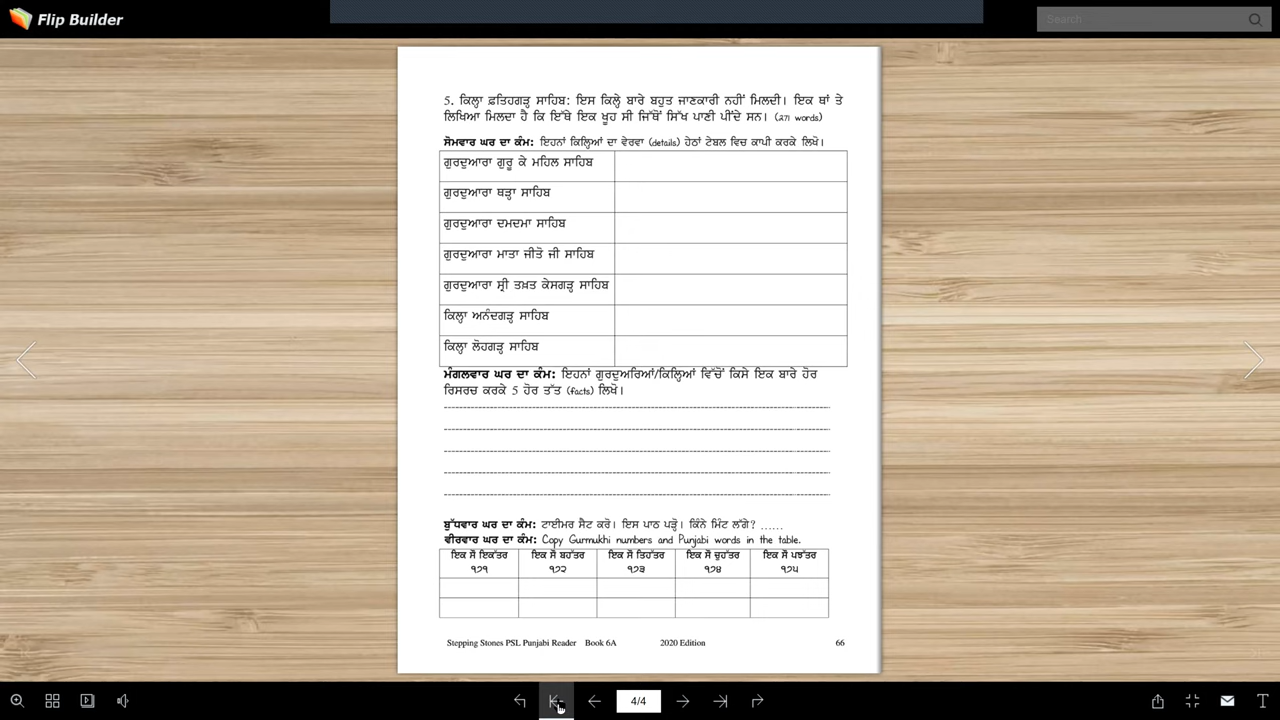 Flip Builder
Search
5. ਕਿਲ੍ਹਾ ਫ਼ਤਿਹਗੜ੍ਹ ਸਾਹਿਬ: ਇਸ ਕਿਲ੍ਹੇ ਬਾਰੇ ਬਹੁਤ ਜਾਣਕਾਰੀ ਨਹੀਂ ਮਿਲਦੀ। ਇਕ ਥਾਂ ਤੇ
ਲਿਖਿਆ ਮਿਲਦਾ ਹੈ ਕਿ ਇੱਥੇ ਇਕ ਖੂਹ ਸੀ ਜਿੱਥੋਂ ਸਿੱਖ ਪਾਣੀ ਪੀਂਦੇ ਸਨ। (271 words)
ਸੋਮਵਾਰ ਘਰ ਦਾ ਕੰਮ: ਇਹਨਾਂ ਕਿਲ੍ਹਿਆਂ ਦਾ ਵੇਰਵਾ (details) ਹੇਠਾਂ ਟੇਬਲ ਵਿਚ ਕਾਪੀ ਕਰਕੇ ਲਿਖੋ।
ਗੁਰਦੁਆਰਾ ਗੁਰੂ ਕੇ ਮਹਿਲ ਸਾਹਿਬ
ਗੁਰਦੁਆਰਾ ਥੜ੍ਹਾ ਸਾਹਿਬ
ਗੁਰਦੁਆਰਾ ਦਮਦਮਾ ਸਾਹਿਬ
ਗੁਰਦੁਆਰਾ ਮਾਤਾ ਜੀਤੋ ਜੀ ਸਾਹਿਬ
ਗੁਰਦੁਆਰਾ ਸ੍ਰੀ ਤਖ਼ਤ ਕੇਸਗੜ੍ਹ ਸਾਹਿਬ
ਕਿਲ੍ਹਾ ਅਨੰਦਗੜ੍ਹ ਸਾਹਿਬ
ਕਿਲ੍ਹਾ ਲੋਹਗੜ੍ਹ ਸਾਹਿਬ
ਮੰਗਲਵਾਰ ਘਰ ਦਾ ਕੰਮ: ਇਹਨਾਂ ਗੁਰਦੁਅਰਿਆਂ/ਕਿਲ੍ਹਿਆਂ ਵਿੱਚੋਂ ਕਿਸੇ ਇਕ ਬਾਰੇ ਹੋਰ
ਰਿਸਰਚ ਕਰਕੇ 5 ਹੋਰ ਤੱਤ (facts) ਲਿਖੋ।
ਬੁੱਧਵਾਰ ਘਰ ਦਾ ਕੰਮ: ਟਾਈਮਰ ਸੈਟ ਕਰੋ। ਇਸ ਪਾਠ ਪੜ੍ਹੋ। ਕਿੰਨੇ ਮਿੰਟ ਲੱਗੇ? ......
ਵੀਰਵਾਰ ਘਰ ਦਾ ਕੰਮ: Copy Gurmukhi numbers and Punjabi words in the table.
ਇਕ ਸੌ ਇਕੱਤਰ ਇਕ ਸੌ ਬਹੱਤਰ ਇਕ ਸੌ ਤਿਹੱਤਰ ਇਕ ਸੌ ਚੁਹੱਤਰ ਇਕ ਸੌ ਪਝੱਤਰ
੧੭੧ ੧੭੨ ੧੭੩ ੧੭੪ ੧੭੫
Stepping Stones PSL Punjabi Reader Book 6A 2020 Edition 66
4/4